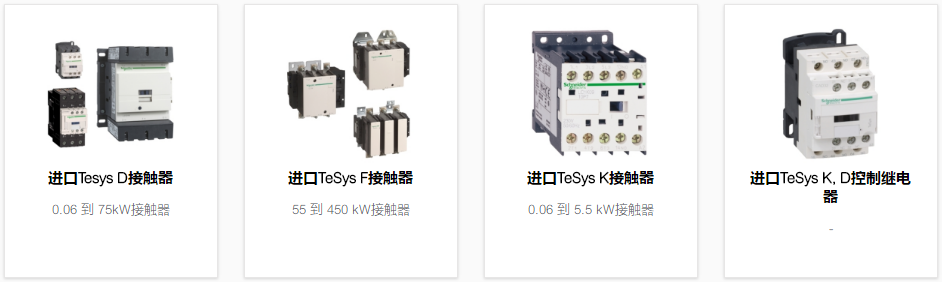 Schneider
进口Tesys D接触器
0.06 到 75kW接触器
进口TeSys F接触器
55 到 450 kW接触器
进口TeSys K接触器
0.06 到 5.5 kW接触器
进口TeSys K, D控制继电
器
-